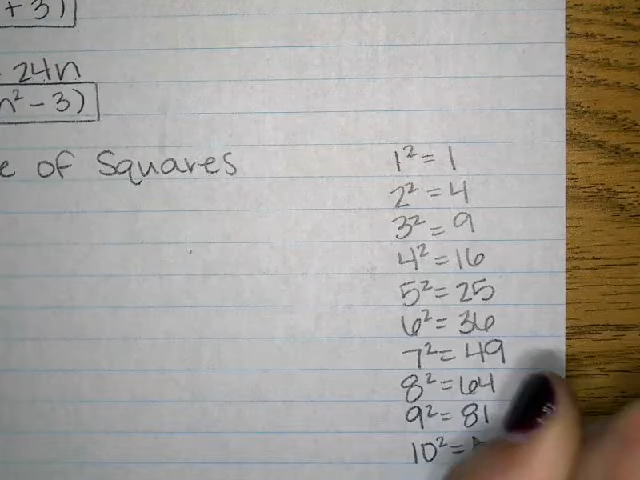 + 3)
24n
n² - 3)
e of Squares
1² = 1
2² = 4
3² = 9
4² = 16
5² = 25
6² = 36
7² = 49
8² = 64
9² = 81
10² =